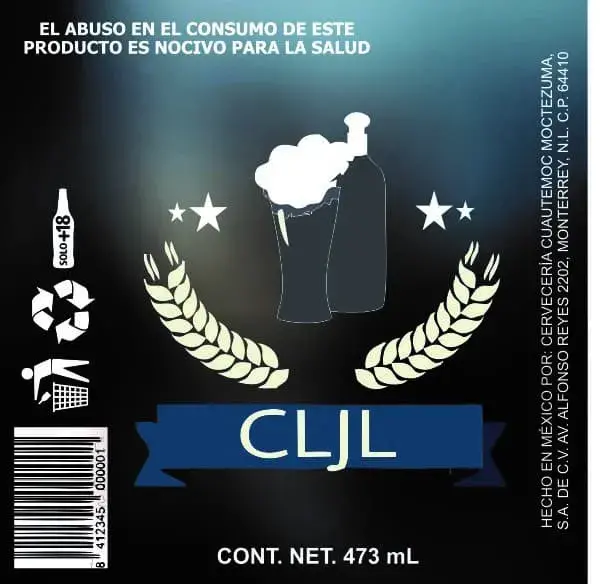 EL ABUSO EN EL CONSUMO DE ESTE
PRODUCTO ES NOCIVO PARA LA SALUD
SOLO +18
CLJL
CONT. NET. 473 mL
8 412345 000001
HECHO EN MÉXICO POR: CERVECERÍA CUAUTEMOC MOCTEZUMA,
S.A. DE C.V. AV. ALFONSO REYES 2202, MONTERREY, N.L. C.P. 64410